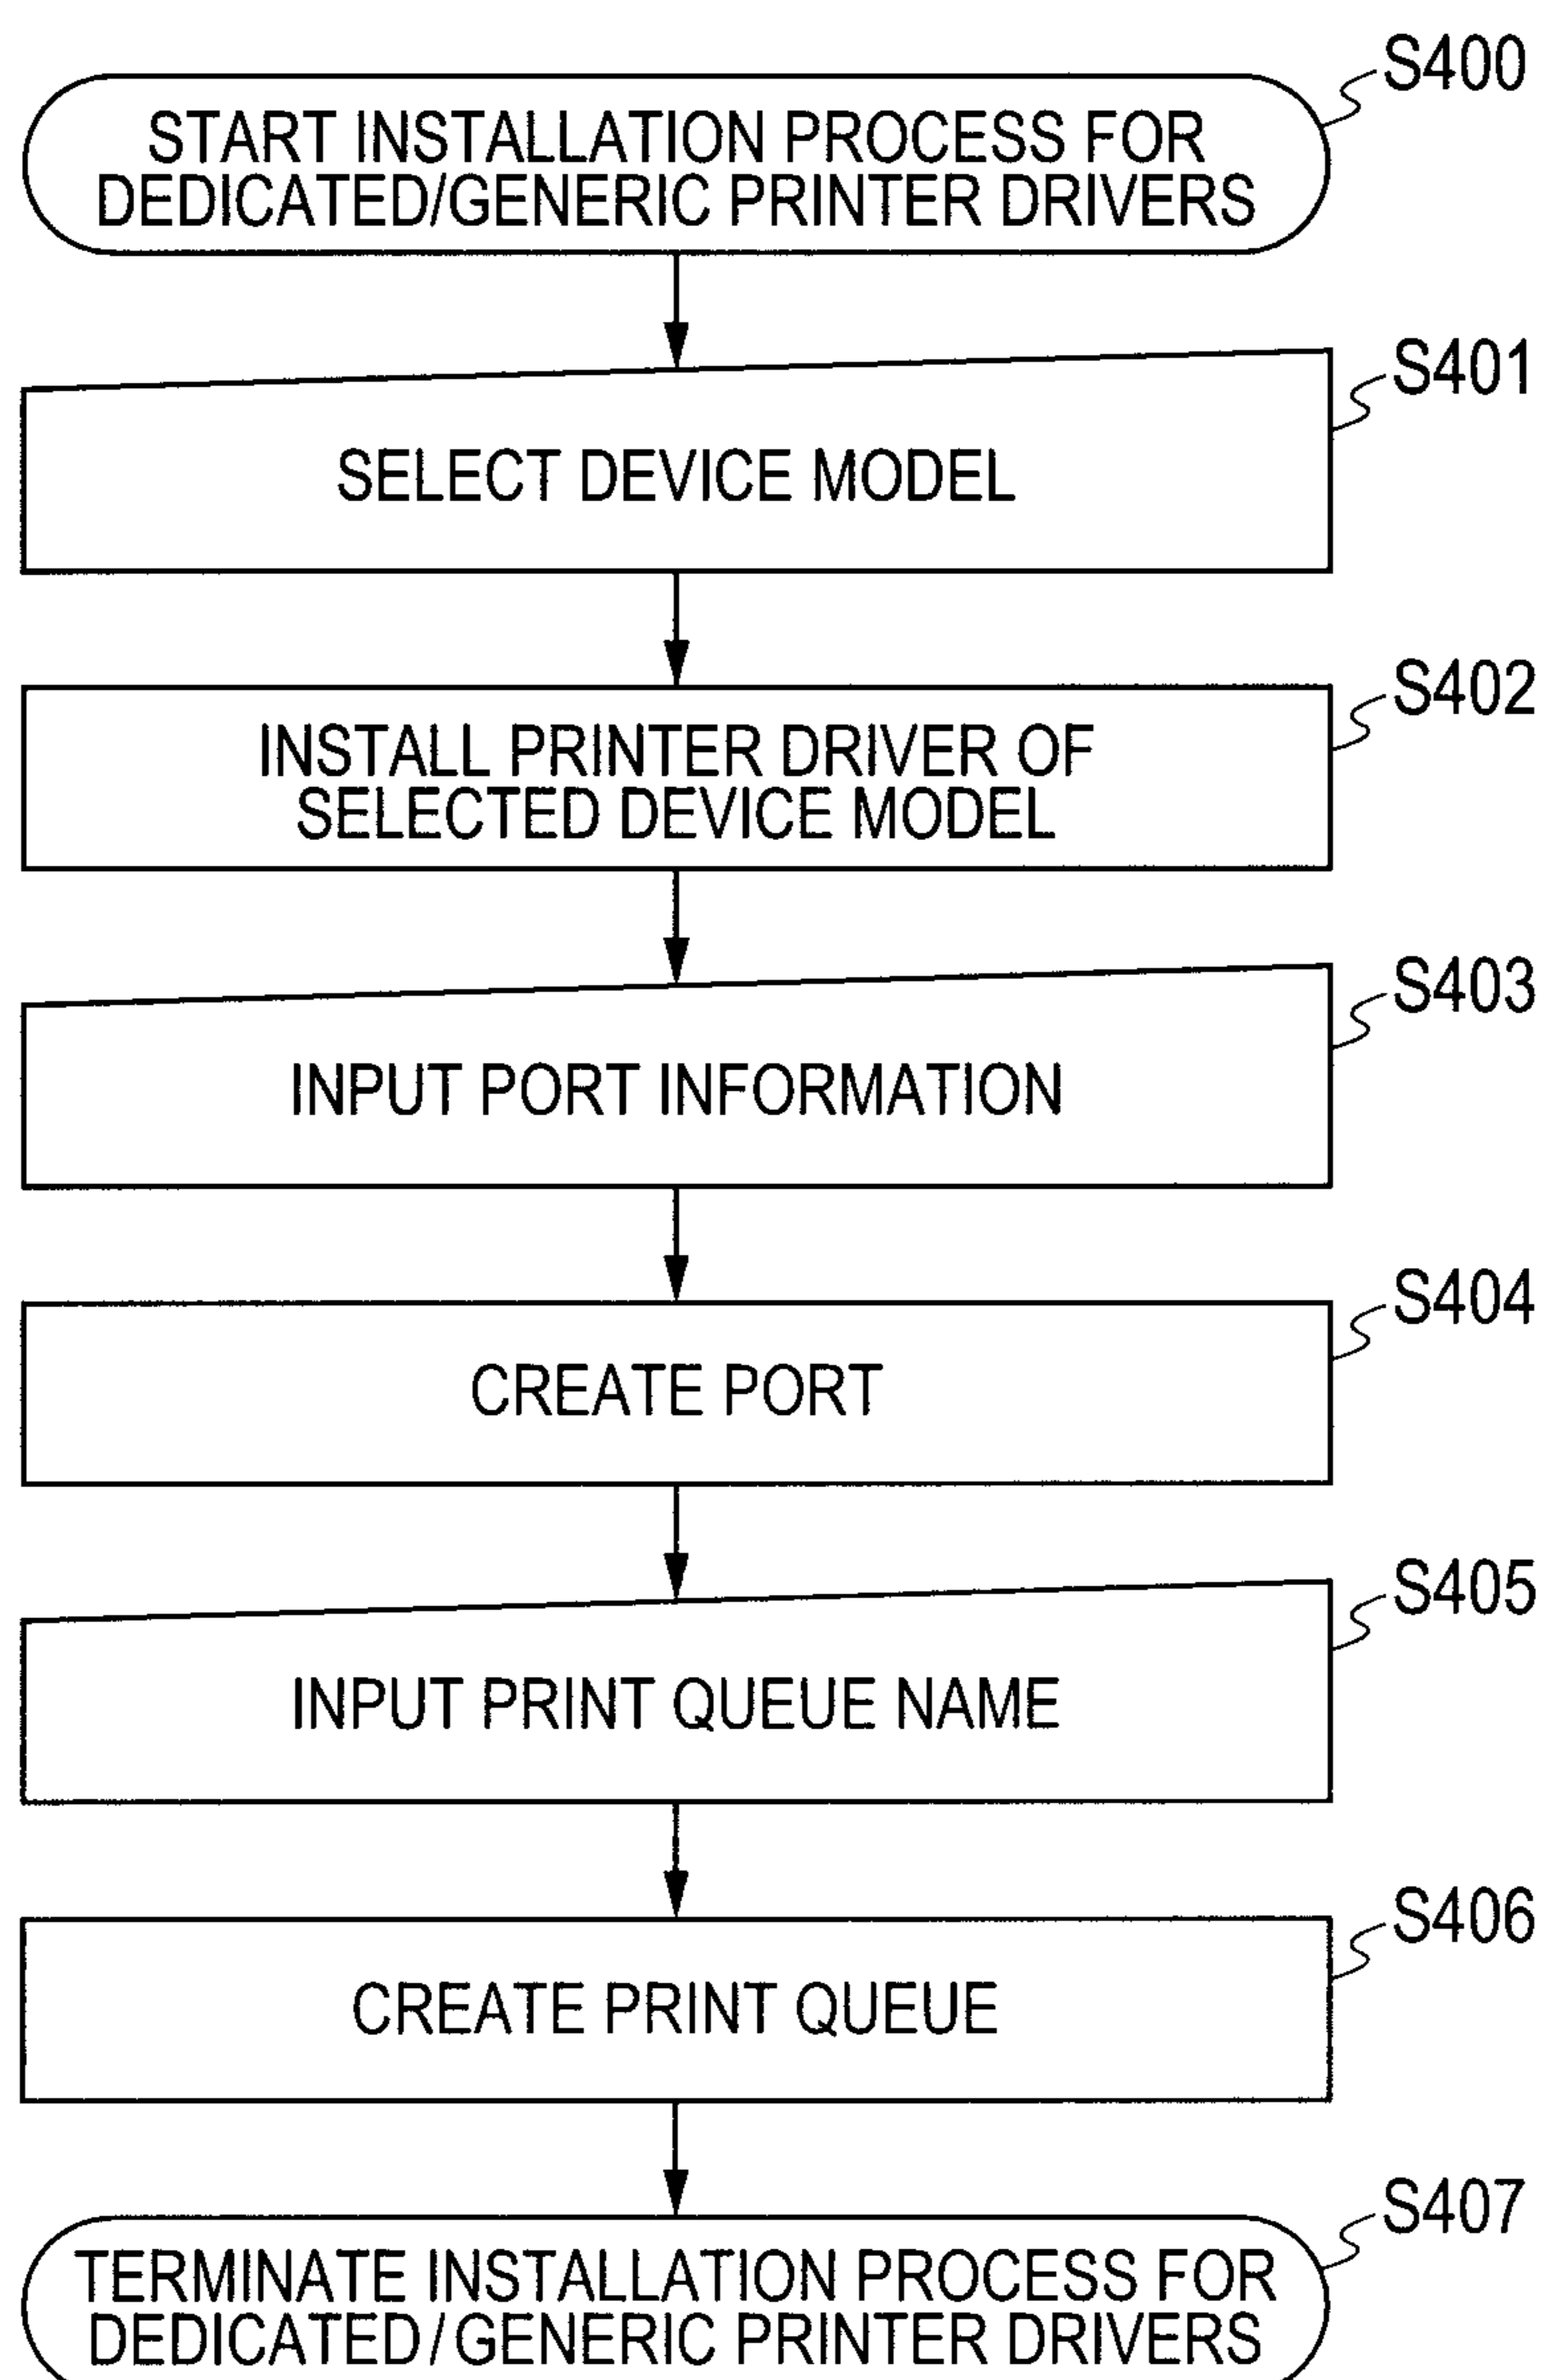 S400
START INSTALLATION PROCESS FOR
DEDICATED/GENERIC PRINTER DRIVERS
S401
SELECT DEVICE MODEL
S402
INSTALL PRINTER DRIVER OF
SELECTED DEVICE MODEL
S403
INPUT PORT INFORMATION
S404
CREATE PORT
S405
INPUT PRINT QUEUE NAME
S406
CREATE PRINT QUEUE
S407
TERMINATE INSTALLATION PROCESS FOR
DEDICATED/GENERIC PRINTER DRIVERS